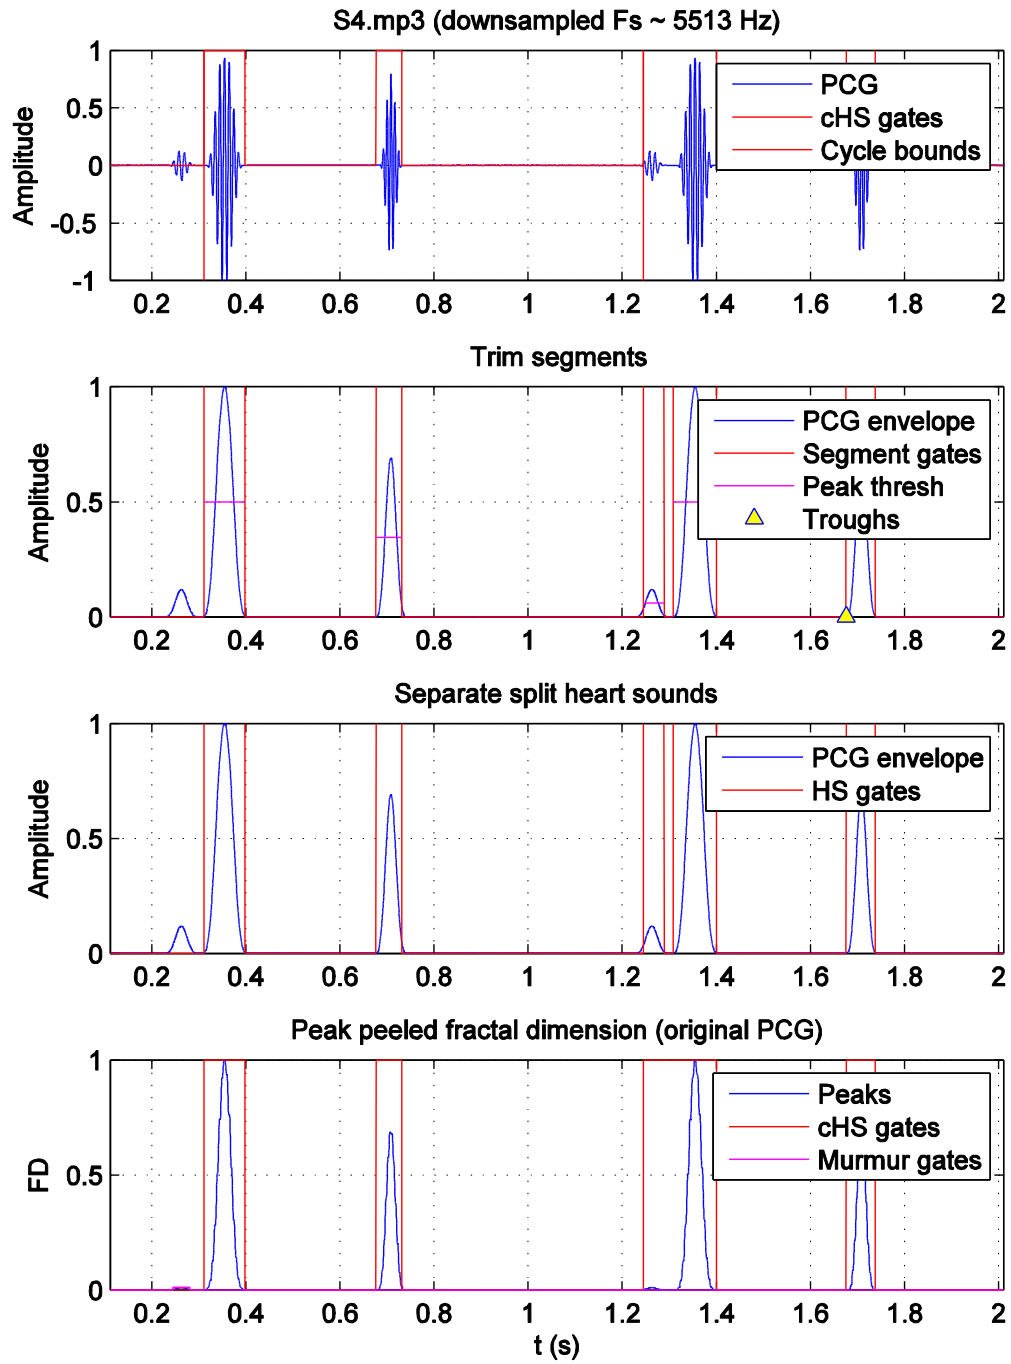 S4.mp3 (downsampled Fs ~ 5513 Hz)
1
0.5
0
-0.5
-1
Amplitude
PCG
cHS gates
Cycle bounds
0.2 0.4 0.6 0.8 1 1.2 1.4 1.6 1.8 2
Trim segments
1
0.5
0
Amplitude
PCG envelope
Segment gates
Peak thresh
Troughs
0.2 0.4 0.6 0.8 1 1.2 1.4 1.6 1.8 2
Separate split heart sounds
1
0.5
0
Amplitude
PCG envelope
HS gates
0.2 0.4 0.6 0.8 1 1.2 1.4 1.6 1.8 2
Peak peeled fractal dimension (original PCG)
1
0.5
0
FD
Peaks
cHS gates
Murmur gates
0.2 0.4 0.6 0.8 1 1.2 1.4 1.6 1.8 2
t (s)